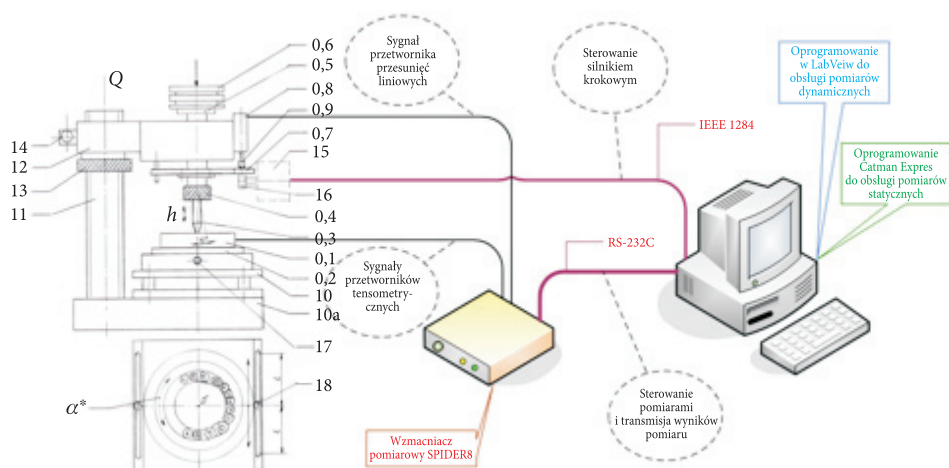 Q
0,6
0,5
0,8
0,9
0,7
15
16
0,4
0,3
0,1
0,2
10
10a
17
18
14
12
13
11
h
α*
Sygnał
przetwornika
przesunięć
liniowych
Sterowanie
silnikiem
krokowym
Oprogramowanie
w LabVeiw do
obsługi pomiarów
dynamicznych
IEEE 1284
Oprogramowanie
Catman Expres
do obsługi pomiarów
statycznych
RS-232C
Sygnały
przetworników
tensometry-
cznych
Wzmacniacz
pomiarowy SPIDER8
Sterowanie
pomiarami
i transmisja wyników
pomiaru